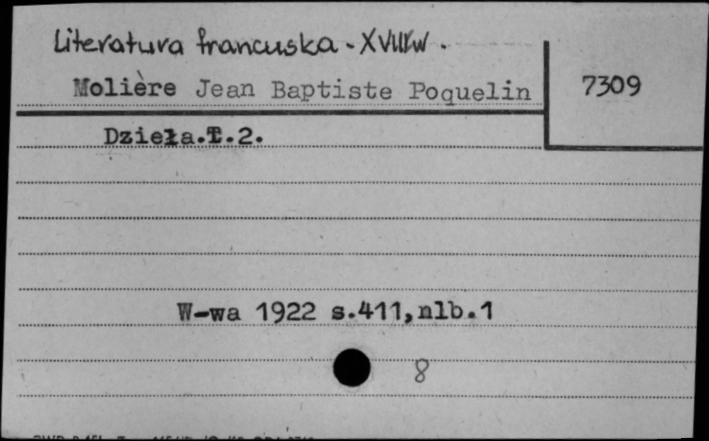 Literatura francuska - XVIIIw.
Molière Jean Baptiste Poquelin
7309
Dzieła.T.2.
W-wa 1922 s.411,nlb.1
8